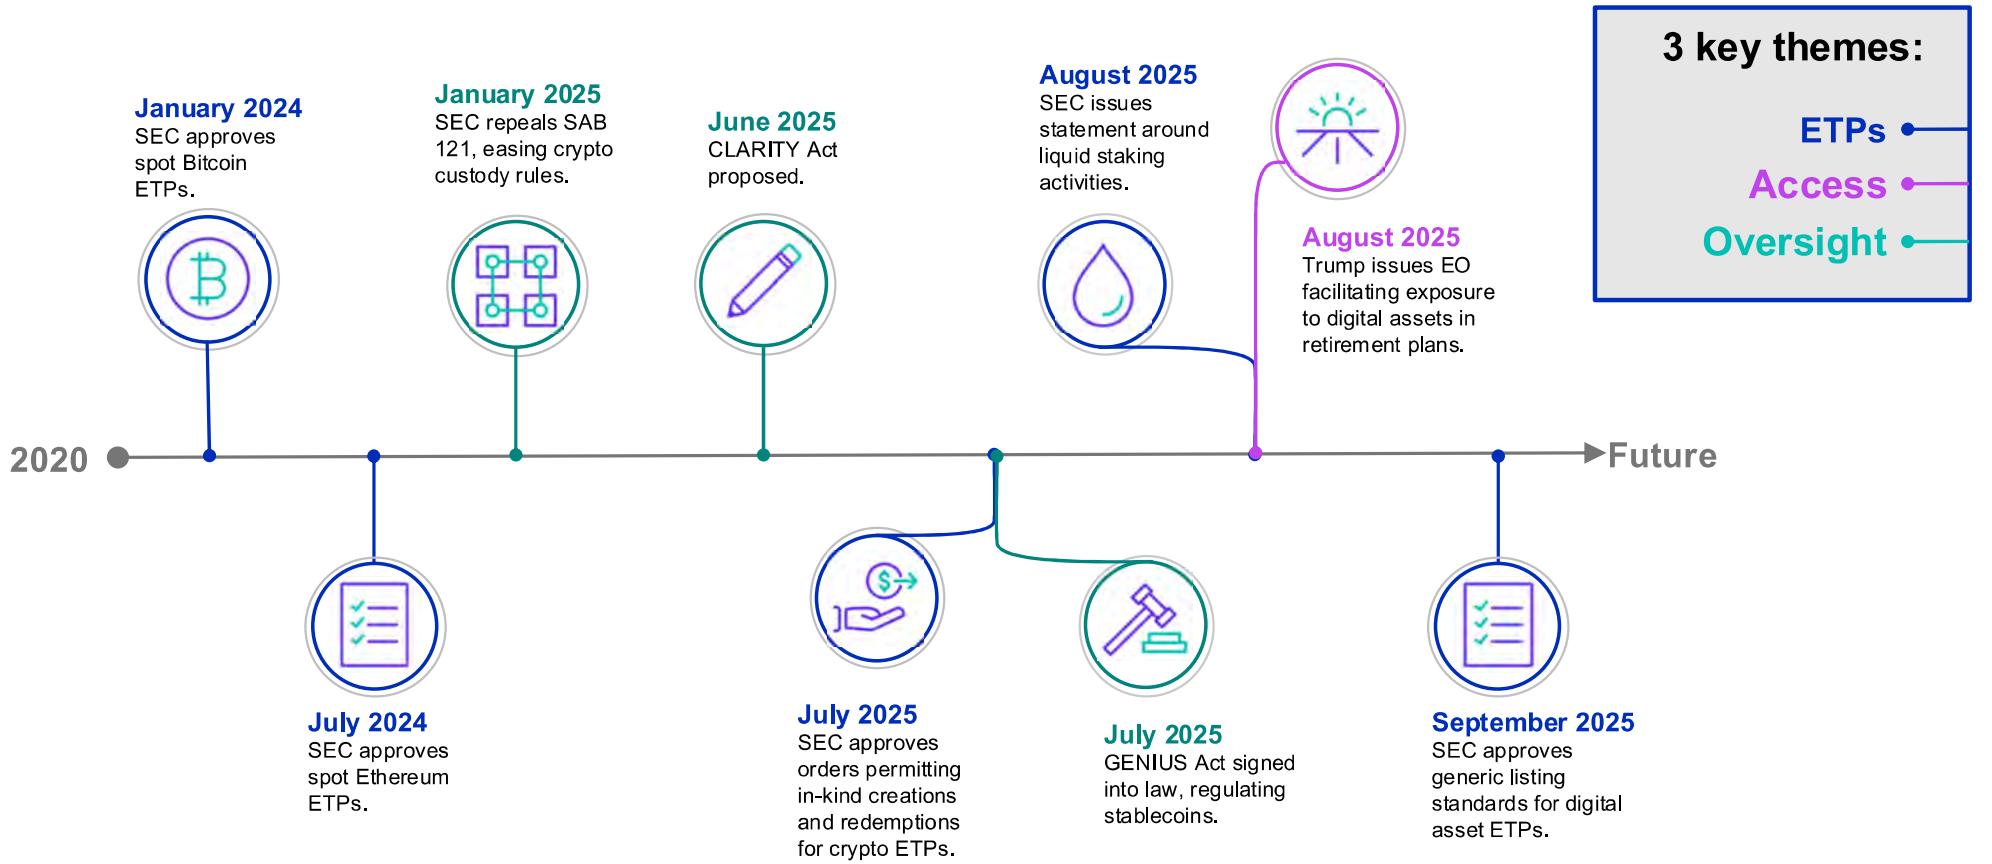 3 key themes:
ETPs
Access
Oversight
January 2024
SEC approves
spot Bitcoin
ETPs.
January 2025
SEC repeals SAB
121, easing crypto
custody rules.
June 2025
CLARITY Act
proposed.
August 2025
SEC issues
statement around
liquid staking
activities.
August 2025
Trump issues EO
facilitating exposure
to digital assets in
retirement plans.
2020
Future
July 2024
SEC approves
spot Ethereum
ETPs.
July 2025
SEC approves
orders permitting
in-kind creations
and redemptions
for crypto ETPs.
July 2025
GENIUS Act signed
into law, regulating
stablecoins.
September 2025
SEC approves
generic listing
standards for digital
asset ETPs.